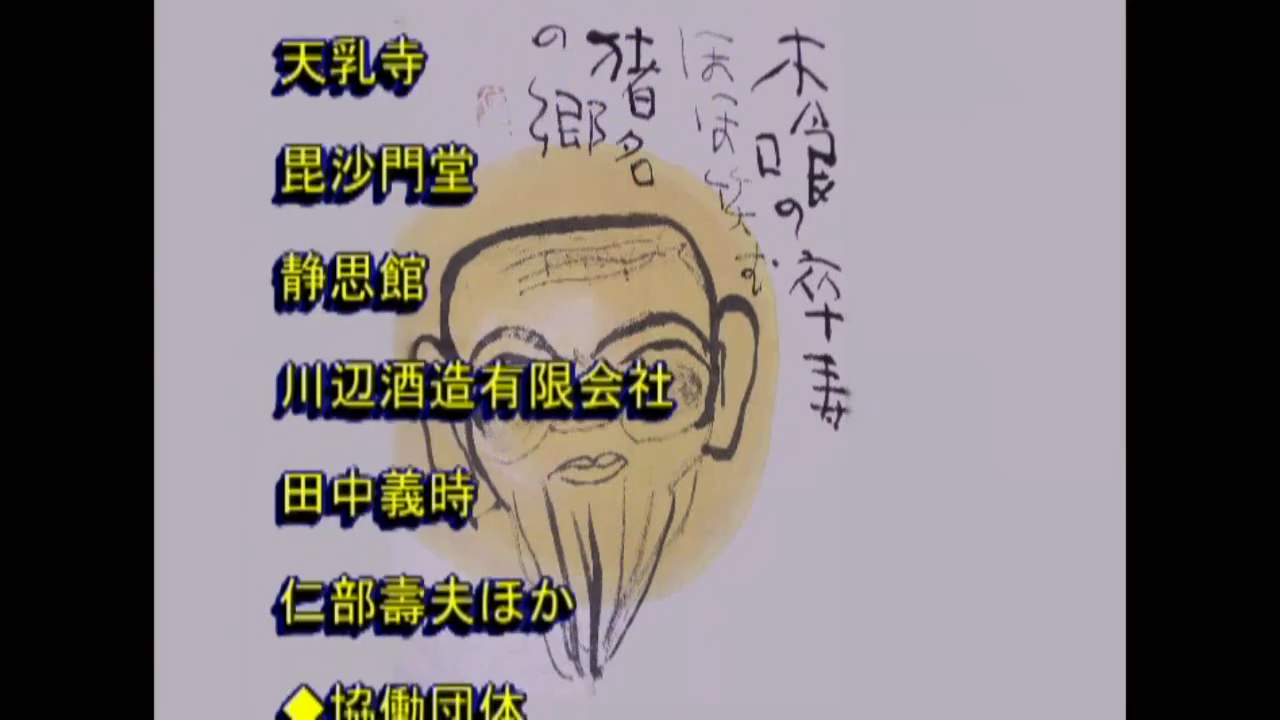 天乳寺
毘沙門堂
静思館
川辺酒造有限会社
田中義時
仁部壽夫ほか
◆協働団体
木喰の卒寿
ほほ笑む
猪名
の郷